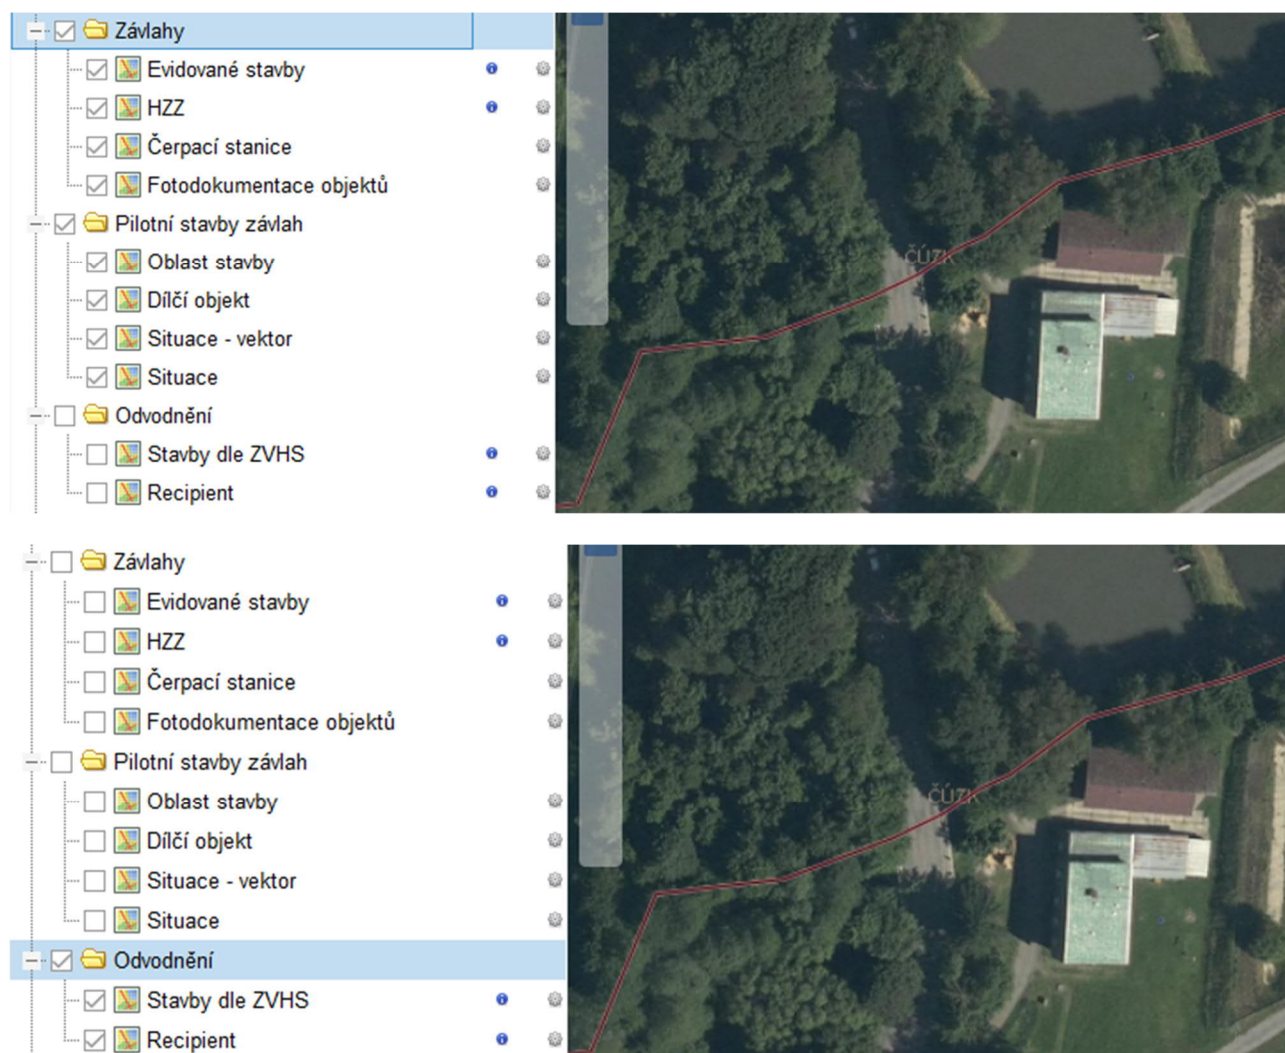 Závlahy
Evidované stavby
HZZ
Čerpací stanice
Fotodokumentace objektů
Pilotní stavby závlah
Oblast stavby
Dílčí objekt
Situace - vektor
Situace
Odvodnění
Stavby dle ZVHS
Recipient
ČÚZK
Závlahy
Evidované stavby
HZZ
Čerpací stanice
Fotodokumentace objektů
Pilotní stavby závlah
Oblast stavby
Dílčí objekt
Situace - vektor
Situace
Odvodnění
Stavby dle ZVHS
Recipient
ČÚZK